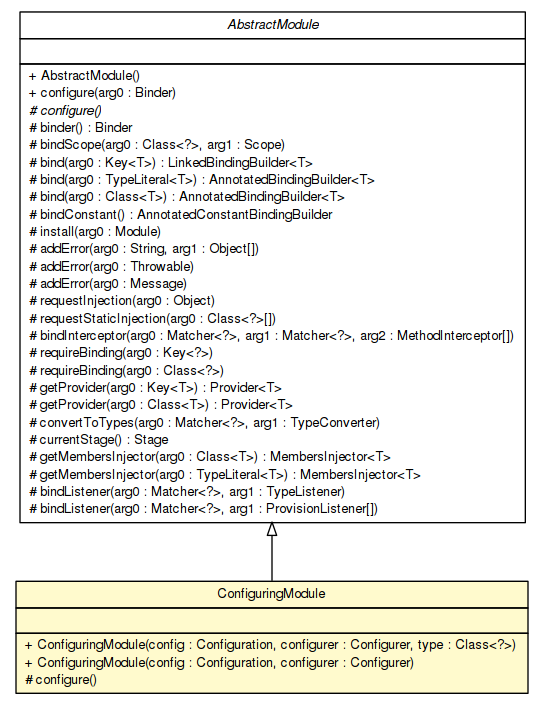 AbstractModule
+ AbstractModule()
+ configure(arg0 : Binder)
# configure()
# binder() : Binder
# bindScope(arg0 : Class<?>, arg1 : Scope)
# bind(arg0 : Key<T>) : LinkedBindingBuilder<T>
# bind(arg0 : TypeLiteral<T>) : AnnotatedBindingBuilder<T>
# bind(arg0 : Class<T>) : AnnotatedBindingBuilder<T>
# bindConstant() : AnnotatedConstantBindingBuilder
# install(arg0 : Module)
# addError(arg0 : String, arg1 : Object[])
# addError(arg0 : Throwable)
# addError(arg0 : Message)
# requestInjection(arg0 : Object)
# requestStaticInjection(arg0 : Class<?>[])
# bindInterceptor(arg0 : Matcher<?>, arg1 : Matcher<?>, arg2 : MethodInterceptor[])
# requireBinding(arg0 : Key<?>)
# requireBinding(arg0 : Class<?>)
# getProvider(arg0 : Key<T>) : Provider<T>
# getProvider(arg0 : Class<T>) : Provider<T>
# convertToTypes(arg0 : Matcher<?>, arg1 : TypeConverter)
# currentStage() : Stage
# getMembersInjector(arg0 : Class<T>) : MembersInjector<T>
# getMembersInjector(arg0 : TypeLiteral<T>) : MembersInjector<T>
# bindListener(arg0 : Matcher<?>, arg1 : TypeListener)
# bindListener(arg0 : Matcher<?>, arg1 : ProvisionListener[])
ConfiguringModule
+ ConfiguringModule(config : Configuration, configurer : Configurer, type : Class<?>)
+ ConfiguringModule(config : Configuration, configurer : Configurer)
# configure()